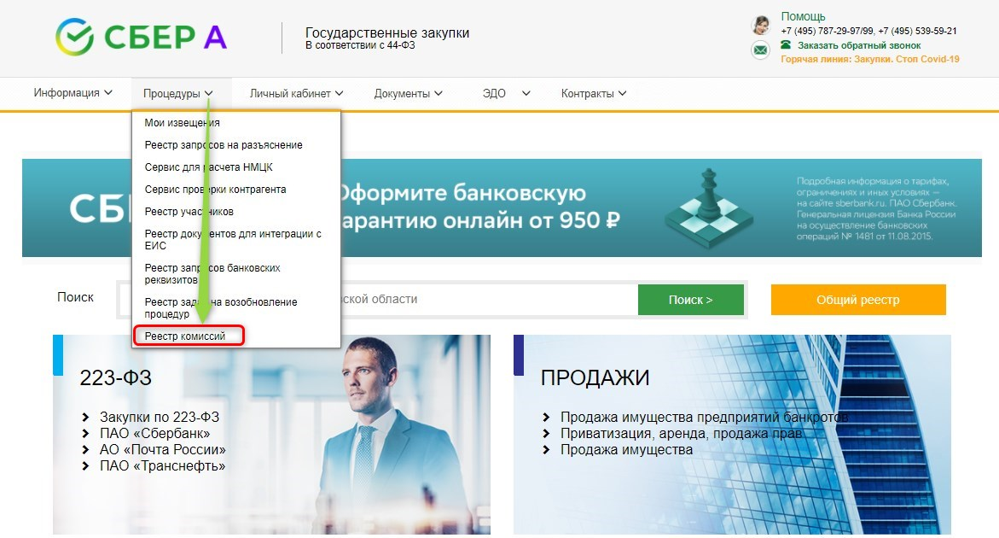 СБЕР А
Государственные закупки
В соответствии с 44-ФЗ
Помощь
+7 (495) 787-29-97/99, +7 (495) 539-59-21
Заказать обратный звонок
Горячая линия: Закупки. Стоп Covid-19
Информация
Процедуры
Личный кабинет
Документы
ЭДО
Контракты
Мои извещения
Реестр запросов на разъяснение
Сервис для расчета НМЦК
Сервис проверки контрагента
Реестр участников
Реестр документов для интеграции с
ЕИС
Реестр запросов банковских
реквизитов
Реестр задач на возобновление
процедур
Реестр комиссий
СБ
Оформите банковскую
гарантию онлайн от 950 ₽
Подробная информация о тарифах,
ограничениях и иных условиях —
на сайте sberbank.ru. ПАО Сбербанк.
Генеральная лицензия Банка России
на осуществление банковских
операций № 1481 от 11.08.2015.
Поиск
области
Поиск >
Общий реестр
223-ФЗ
Закупки по 223-ФЗ
ПАО «Сбербанк»
АО «Почта России»
ПАО «Транснефть»
ПРОДАЖИ
Продажа имущества предприятий банкротов
Приватизация, аренда, продажа прав
Продажа имущества